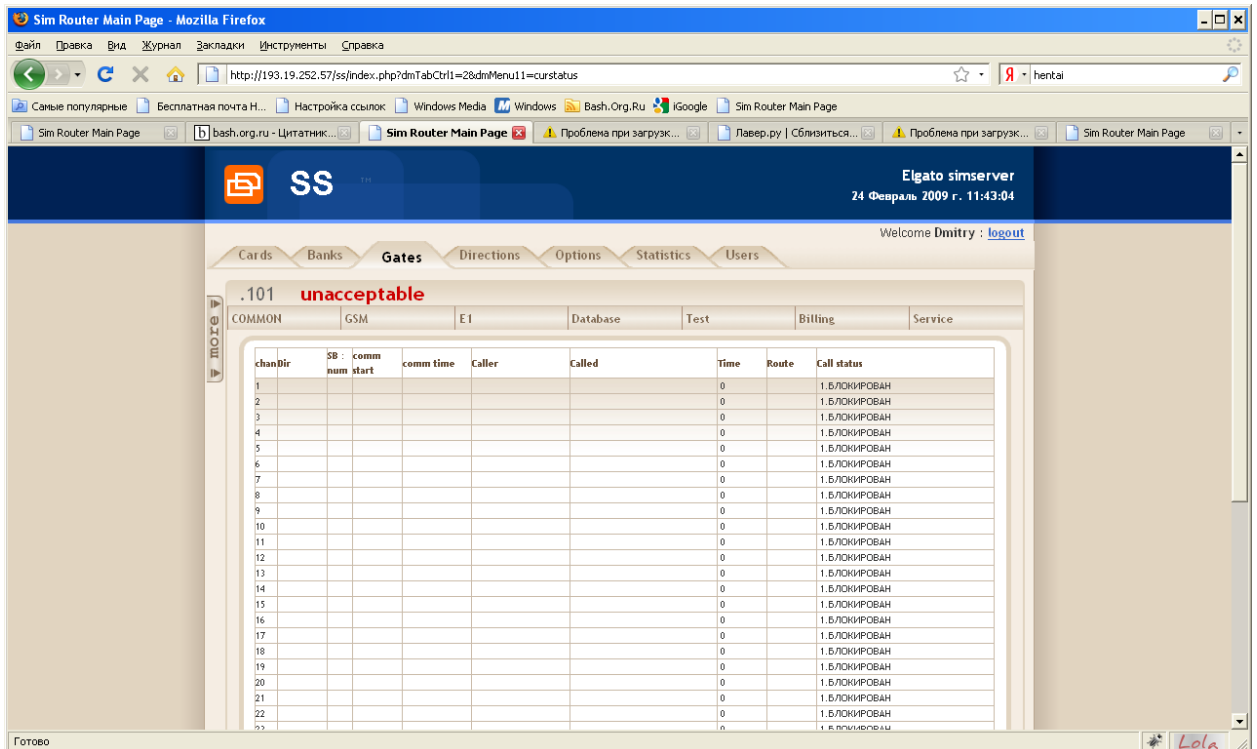 Sim Router Main Page - Mozilla Firefox
Файл Правка Вид Журнал Закладки Инструменты Справка
http://193.19.252.57/ss/index.php?dmTabCtrl1=2&dmMenu11=curstatus
Я hentai
Самые популярные Бесплатная почта H... Настройка ссылок Windows Media Windows Bash.Org.Ru iGoogle Sim Router Main Page
Sim Router Main Page bash.org.ru - Цитатник... Sim Router Main Page Проблема при загрузк... Лавер.ру | Сблизиться... Проблема при загрузк... Sim Router Main Page
SS ™
Elgato simserver
24 Февраль 2009 г. 11:43:04
Welcome Dmitry : logout
Cards Banks Gates Directions Options Statistics Users
more
.101 unacceptable
COMMON GSM E1 Database Test Billing Service
chan Dir SB : num comm start comm time Caller Called Time Route Call status
1 0 1.БЛОКИРОВАН
2 0 1.БЛОКИРОВАН
3 0 1.БЛОКИРОВАН
4 0 1.БЛОКИРОВАН
5 0 1.БЛОКИРОВАН
6 0 1.БЛОКИРОВАН
7 0 1.БЛОКИРОВАН
8 0 1.БЛОКИРОВАН
9 0 1.БЛОКИРОВАН
10 0 1.БЛОКИРОВАН
11 0 1.БЛОКИРОВАН
12 0 1.БЛОКИРОВАН
13 0 1.БЛОКИРОВАН
14 0 1.БЛОКИРОВАН
15 0 1.БЛОКИРОВАН
16 0 1.БЛОКИРОВАН
17 0 1.БЛОКИРОВАН
18 0 1.БЛОКИРОВАН
19 0 1.БЛОКИРОВАН
20 0 1.БЛОКИРОВАН
21 0 1.БЛОКИРОВАН
22 0 1.БЛОКИРОВАН
Готово
Lola